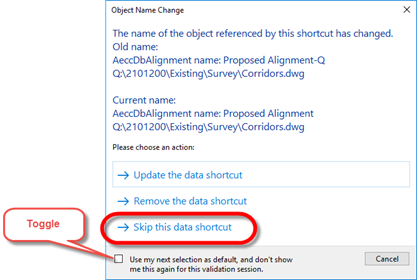 Object Name Change
The name of the object referenced by this shortcut has changed.
Old name:
AeccDbAlignment name: Proposed Alignment-Q
Q:\2101200\Existing\Survey\Corridors.dwg
Current name:
AeccDbAlignment name: Proposed Alignment
Q:\2101200\Existing\Survey\Corridors.dwg
Please choose an action:
Update the data shortcut
Remove the data shortcut
Skip this data shortcut
Toggle
Use my next selection as default, and don't show
me this again for this validation session.
Cancel